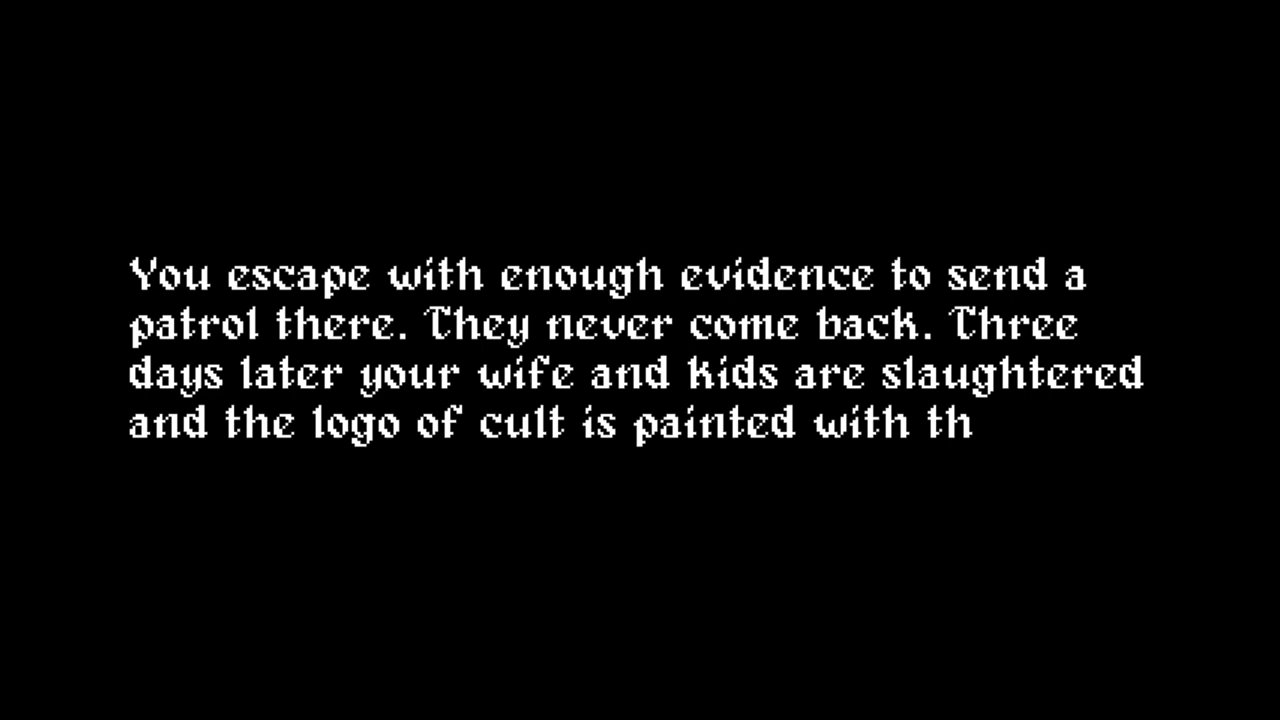 You escape with enough evidence to send a
patrol there. They never come back. Three
days later your wife and kids are slaughtered
and the logo of cult is painted with th